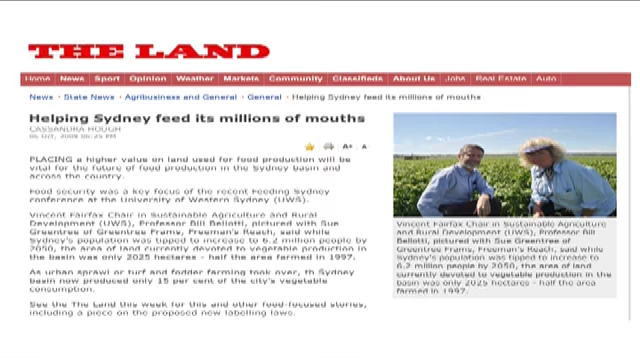 THE LAND
Home News Sport Opinion Weather Markets Community Classifieds About Us Jobs Real Estate Auto
News State News Agribusiness and General General Helping Sydney feed its millions of mouths
Helping Sydney feed its millions of mouths
CASSANDRA HOUGH
06 Oct, 2009 06:25 PM
A+ A A
PLACING a higher value on land used for food production will be
vital for the future of food production in the Sydney basin and
across the country.
Food security was a key focus of the recent Feeding Sydney
conference at the University of Western Sydney (UWS).
Vincent Fairfax Chair in Sustainable Agriculture and Rural
Development (UWS), Professor Bill Bellotti, pictured with Sue
Greentree of Greentree Frams, Freeman's Reach, said while
Sydney's population was tipped to increase to 6.2 million people by
2050, the area of land currently devoted to vegetable production in
the basin was only 2025 hectares - half the area farmed in 1997.
As urban sprawl or turf and fodder farming took over, th Sydney
basin now produced only 15 per cent of the city's vegetable
consumption.
See the The Land this week for this and other food-focused stories,
including a piece on the proposed new labelling laws.
Vincent Fairfax Chair in Sustainable Agriculture
and Rural Development (UWS), Professor Bill
Bellotti, pictured with Sue Greentree of
Greentree Frams, Freeman's Reach, said while
Sydney's population was tipped to increase to
6.2 million people by 2050, the area of land
currently devoted to vegetable production in the
basin was only 2025 hectares - half the area
farmed in 1997.